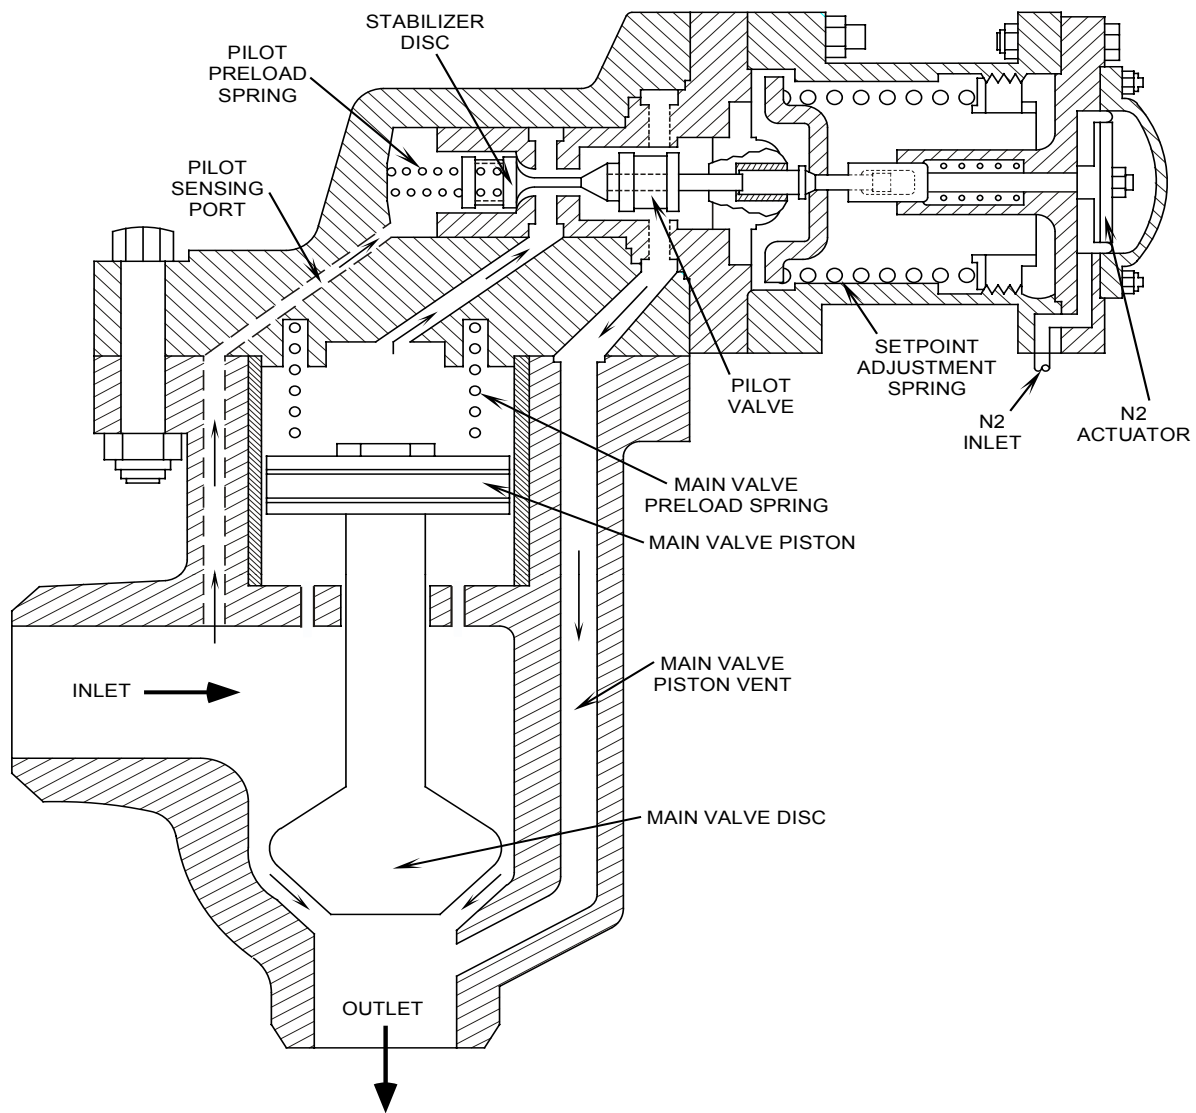 STABILIZER
DISC
PILOT
PRELOAD
SPRING
PILOT
SENSING
PORT
SETPOINT
ADJUSTMENT
SPRING
PILOT
VALVE
N2
INLET
N2
ACTUATOR
MAIN VALVE
PRELOAD SPRING
MAIN VALVE PISTON
MAIN VALVE
PISTON VENT
INLET
MAIN VALVE DISC
OUTLET